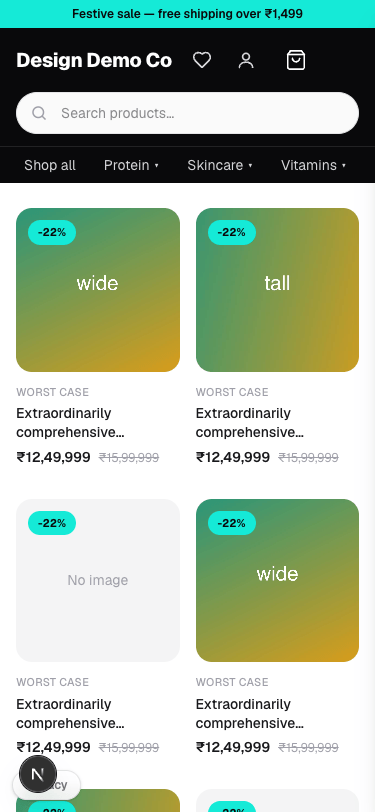 Festive sale — free shipping over ₹1,499
Design Demo Co
Search products...
Shop all Protein Skincare Vitamins
-22% -22%
wide tall
WORST CASE WORST CASE
Extraordinarily Extraordinarily
comprehensive... comprehensive...
₹12,49,999 ₹15,99,999 ₹12,49,999 ₹15,99,999
-22% -22%
No image wide
WORST CASE WORST CASE
Extraordinarily Extraordinarily
comprehensive... comprehensive...
₹12,49,999 ₹15,99,999 ₹12,49,999 ₹15,99,999
N
-22% -22%